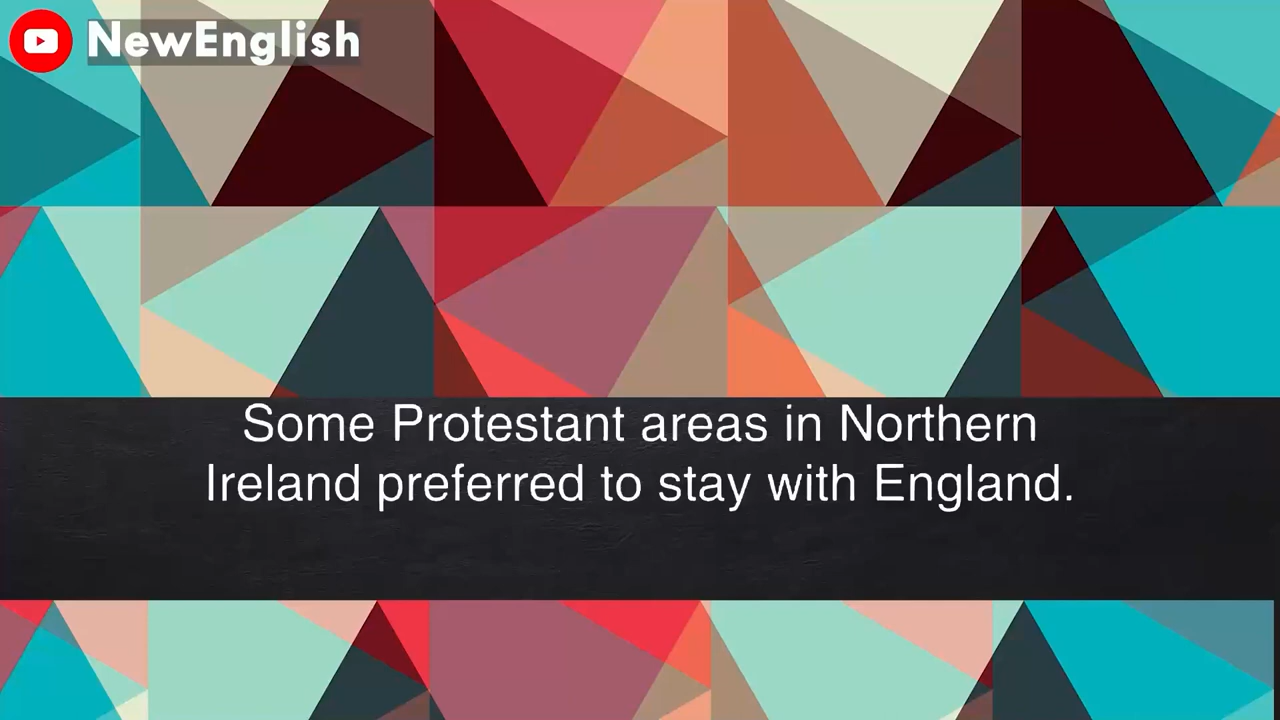 NewEnglish
Some Protestant areas in Northern
Ireland preferred to stay with England.